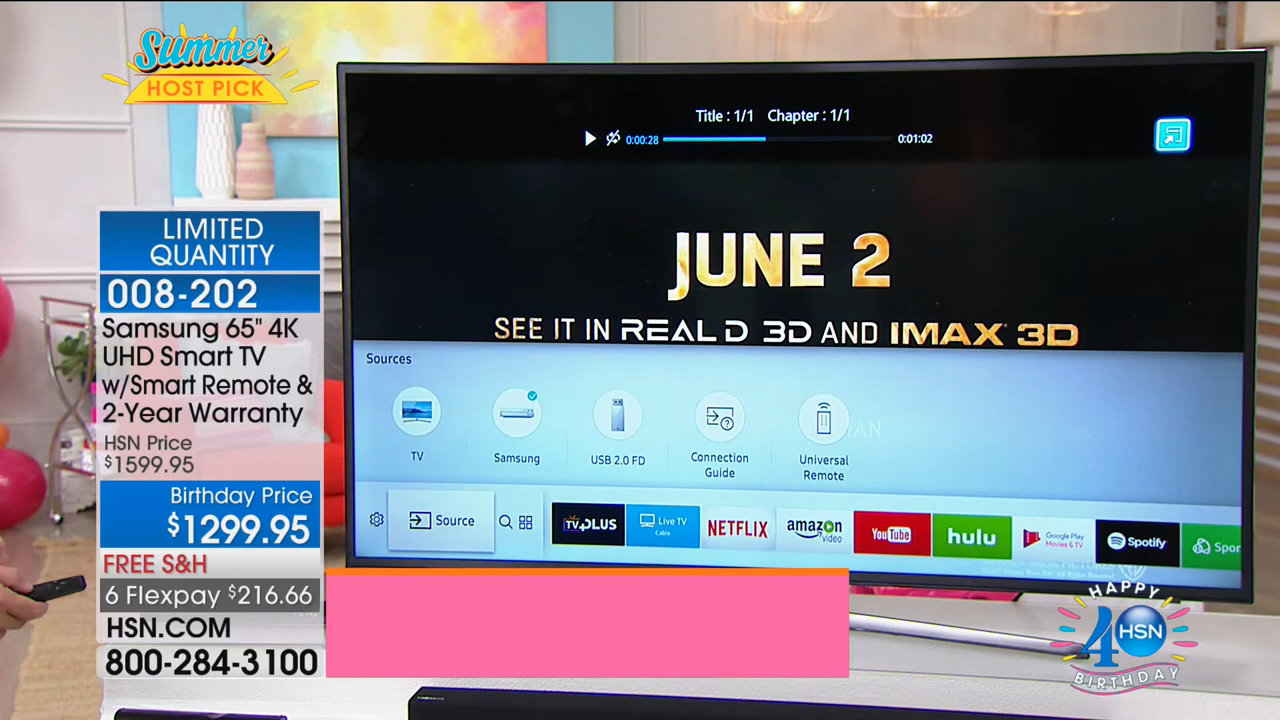 Summer
HOST PICK
LIMITED
QUANTITY
008-202
Samsung 65" 4K
UHD Smart TV
w/Smart Remote &
2-Year Warranty
HSN Price
$1599.95
Birthday Price
$1299.95
FREE S&H
6 Flexpay $216.66
HSN.COM
800-284-3100
Title : 1/1 Chapter : 1/1
0:00:28 0:01:02
JUNE 2
SEE IT IN REAL D 3D AND IMAX 3D
Sources
TV
Samsung
USB 2.0 FD
Connection
Guide
Universal
Remote
Source
TV PLUS
Live TV
Cable
NETFLIX
amazon
video
YouTube
hulu
Google Play
Movies & TV
Spotify
Spor
HAPPY
40
HSN
BIRTHDAY
SAMSUNG